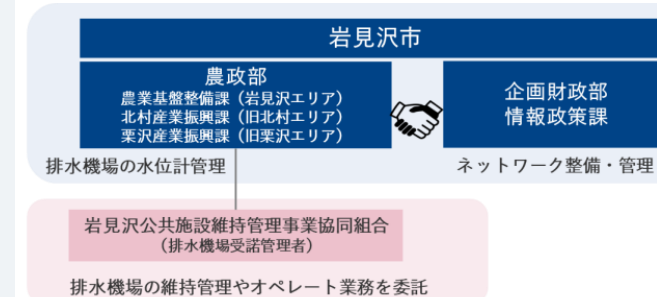 岩見沢市
農政部
農業基盤整備課（岩見沢エリア）
北村産業振興課（旧北村エリア）
栗沢産業振興課（旧栗沢エリア）
企画財政部
情報政策課
排水機場の水位計管理
ネットワーク整備・管理
岩見沢公共施設維持管理事業協同組合
（排水機場受諾管理者）
排水機場の維持管理やオペレート業務を委託